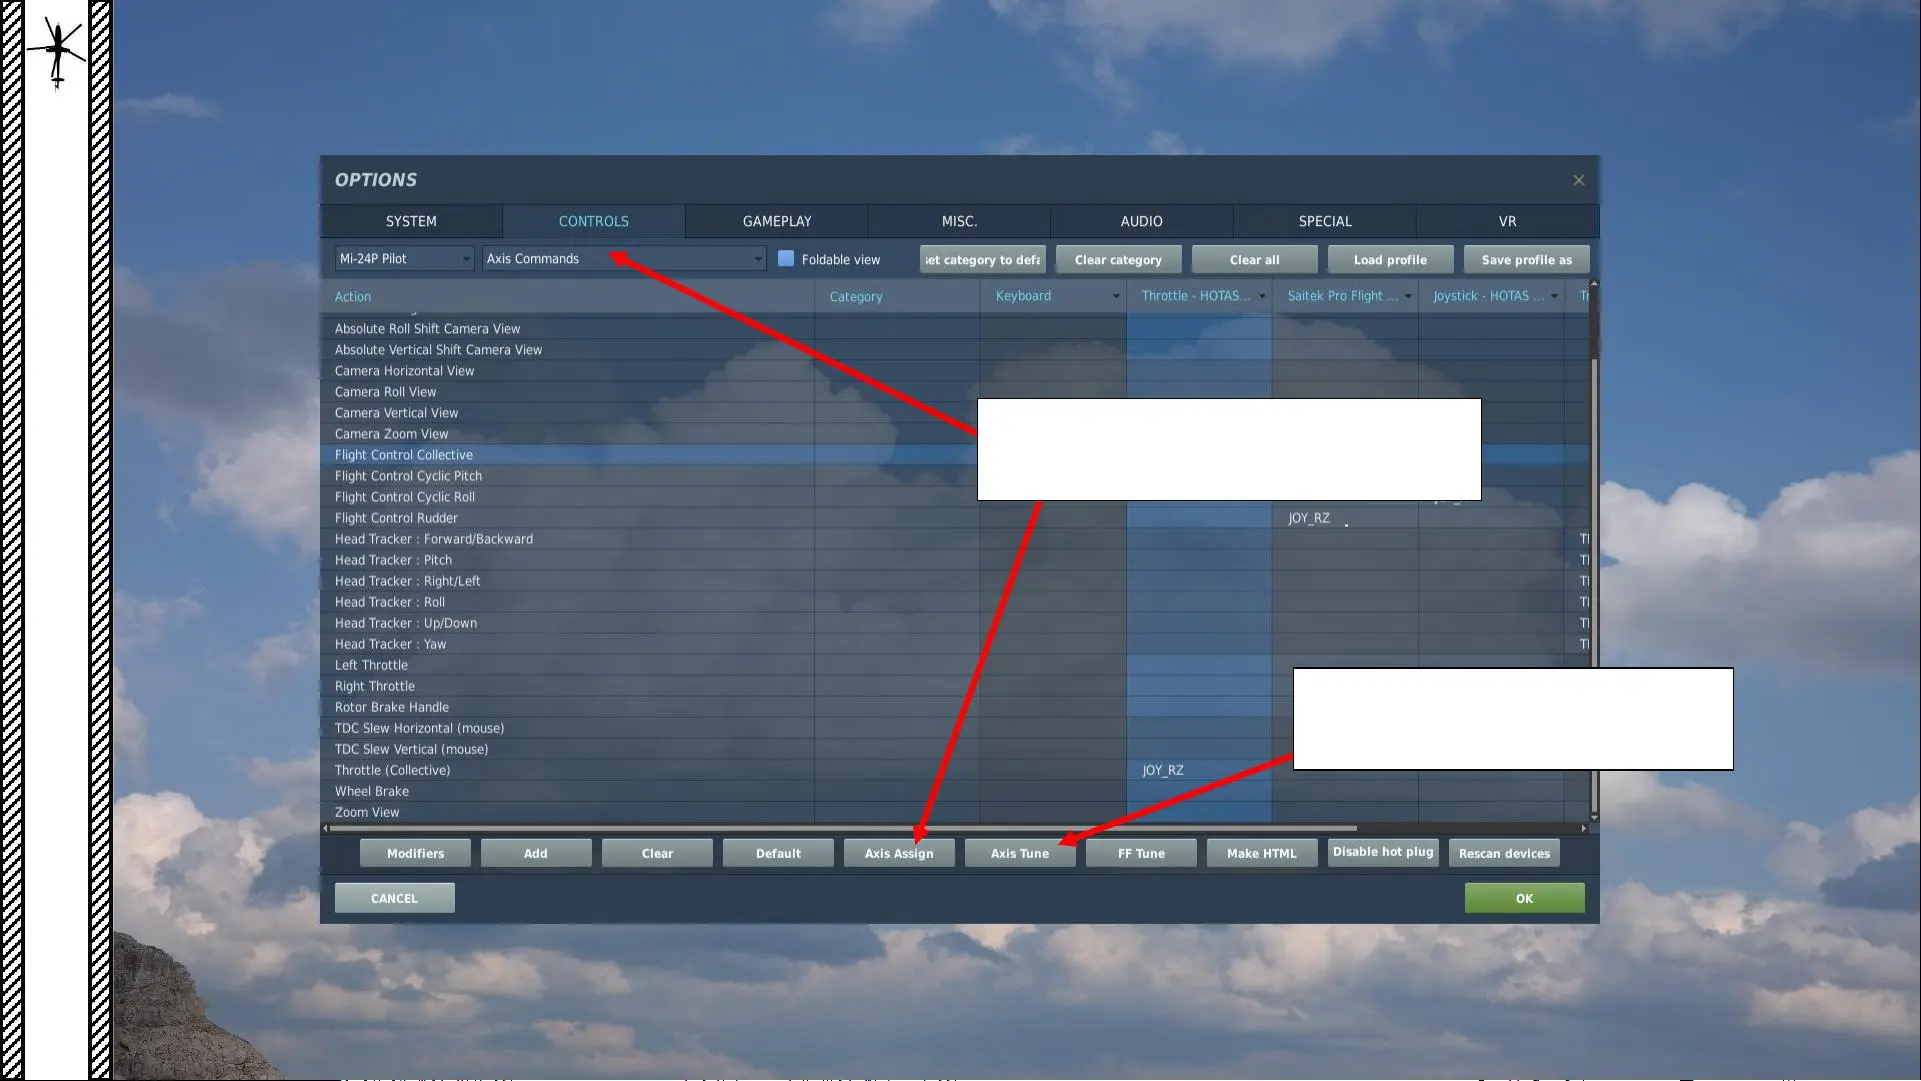 OPTIONS
SYSTEM CONTROLS GAMEPLAY MISC. AUDIO SPECIAL VR
Mi-24P Pilot Axis Commands Foldable view set category to defa Clear category Clear all Load profile Save profile as
Action Category Keyboard Throttle - HOTAS... Saitek Pro Flight ... Joystick - HOTAS ...
Absolute Roll Shift Camera View
Absolute Vertical Shift Camera View
Camera Horizontal View
Camera Roll View
Camera Vertical View
Camera Zoom View
Flight Control Collective
Flight Control Cyclic Pitch
Flight Control Cyclic Roll
Flight Control Rudder JOY_RZ
Head Tracker : Forward/Backward
Head Tracker : Pitch
Head Tracker : Right/Left
Head Tracker : Roll
Head Tracker : Up/Down
Head Tracker : Yaw
Left Throttle
Right Throttle
Rotor Brake Handle
TDC Slew Horizontal (mouse)
TDC Slew Vertical (mouse)
Throttle (Collective) JOY_RZ
Wheel Brake
Zoom View
Modifiers Add Clear Default Axis Assign Axis Tune FF Tune Make HTML Disable hot plug Rescan devices
CANCEL OK